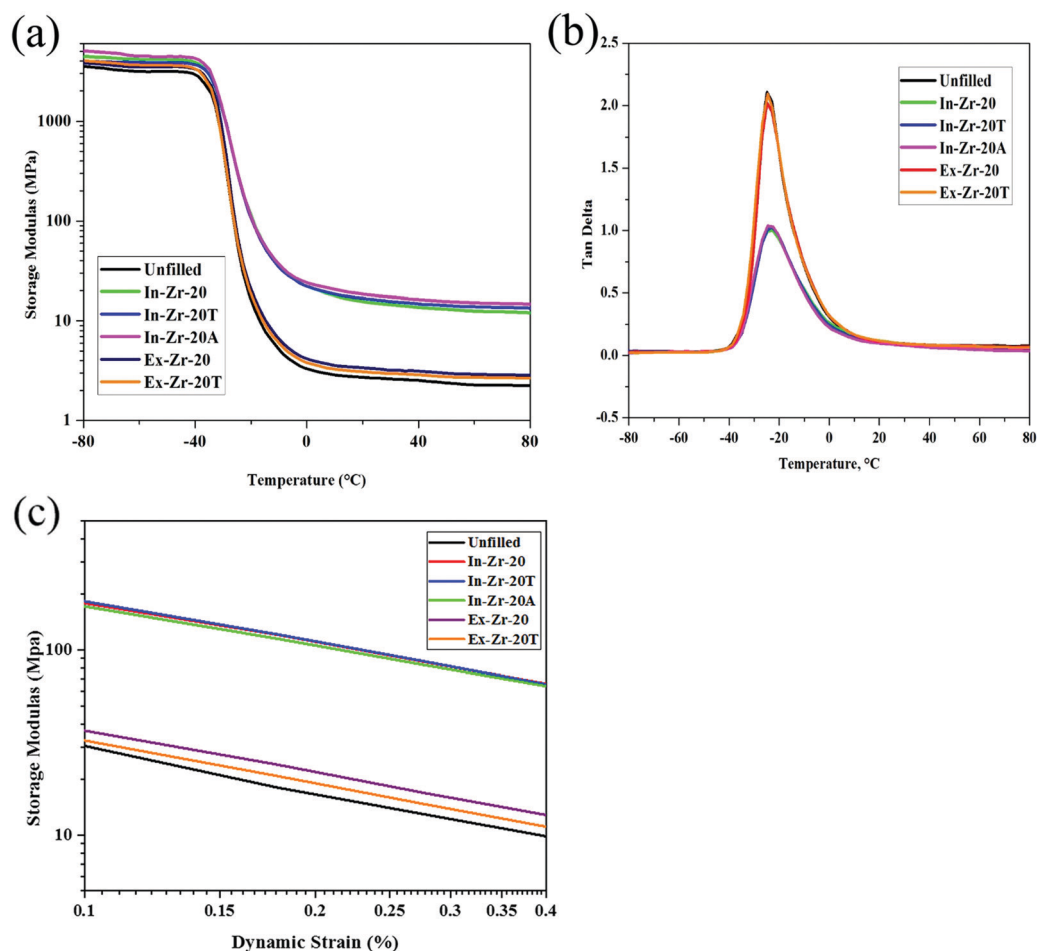 (a)
Storage Modulas (MPa)
1000
100
10
1
-80
-40
0
40
80
Temperature (°C)
Unfilled
In-Zr-20
In-Zr-20T
In-Zr-20A
Ex-Zr-20
Ex-Zr-20T
(b)
Tan Delta
2.5
2.0
1.5
1.0
0.5
0.0
-0.5
-80
-60
-40
-20
0
20
40
60
80
Temperature, °C
Unfilled
In-Zr-20
In-Zr-20T
In-Zr-20A
Ex-Zr-20
Ex-Zr-20T
(c)
Storage Modulas (Mpa)
100
10
0.1
0.15
0.2
0.25
0.3
0.35
0.4
Dynamic Strain (%)
Unfilled
In-Zr-20
In-Zr-20T
In-Zr-20A
Ex-Zr-20
Ex-Zr-20T